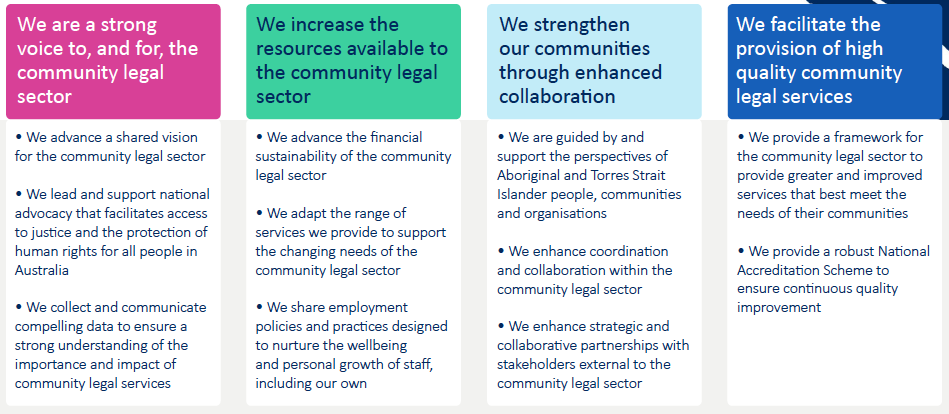 We are a strong
voice to, and for, the
community legal
sector
• We advance a shared vision
for the community legal sector
• We lead and support national
advocacy that facilitates access
to justice and the protection of
human rights for all people in
Australia
• We collect and communicate
compelling data to ensure a
strong understanding of the
importance and impact of
community legal services
We increase the
resources available to
the community legal
sector
• We advance the financial
sustainability of the community
legal sector
• We adapt the range of
services we provide to support
the changing needs of the
community legal sector
• We share employment
policies and practices designed
to nurture the wellbeing
and personal growth of staff,
including our own
We strengthen
our communities
through enhanced
collaboration
• We are guided by and
support the perspectives of
Aboriginal and Torres Strait
Islander people, communities
and organisations
• We enhance coordination
and collaboration within the
community legal sector
• We enhance strategic and
collaborative partnerships with
stakeholders external to the
community legal sector
We facilitate the
provision of high
quality community
legal services
• We provide a framework for
the community legal sector to
provide greater and improved
services that best meet the
needs of their communities
• We provide a robust National
Accreditation Scheme to
ensure continuous quality
improvement